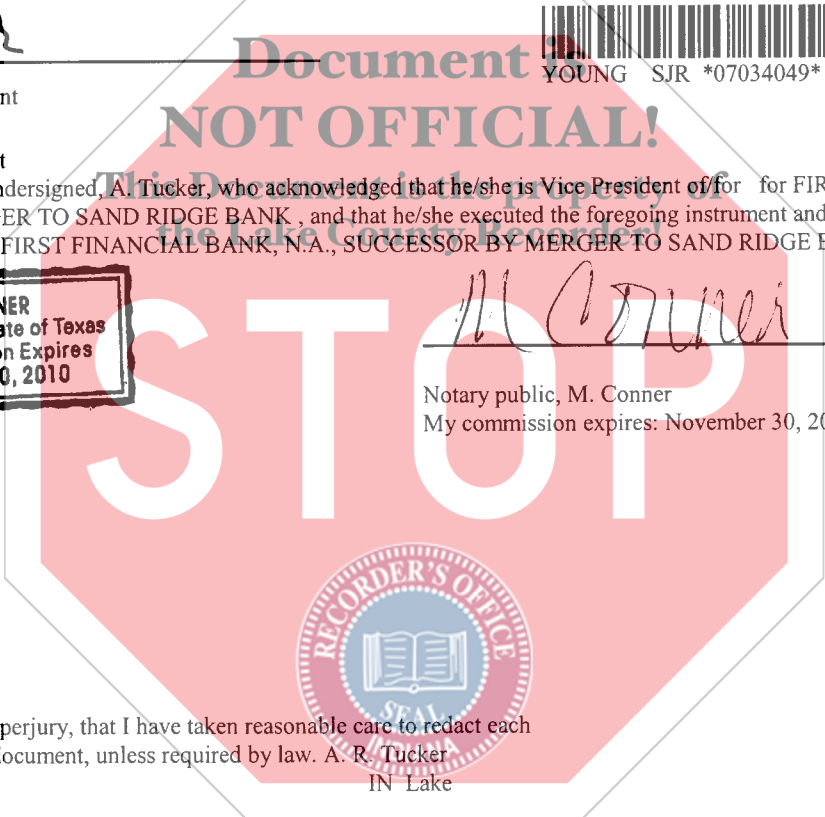 Document is
YOUNG SJR *07034049*
nt
NOT OFFICIAL!
t
ndersigned, A. Tucker, who acknowledged that he/she is Vice President of/for for FIR
This Document is the property of
ER TO SAND RIDGE BANK , and that he/she executed the foregoing instrument and
the Lake County Recorder!
FIRST FINANCIAL BANK, N.A., SUCCESSOR BY MERGER TO SAND RIDGE B
NER
ate of Texas
n Expires
0, 2010
M Conner
Notary public, M. Conner
My commission expires: November 30, 20
STOP
RECORDER'S OFFICE
SEAL
INDIANA
perjury, that I have taken reasonable care to redact each
ocument, unless required by law. A. R. Tucker
IN Lake